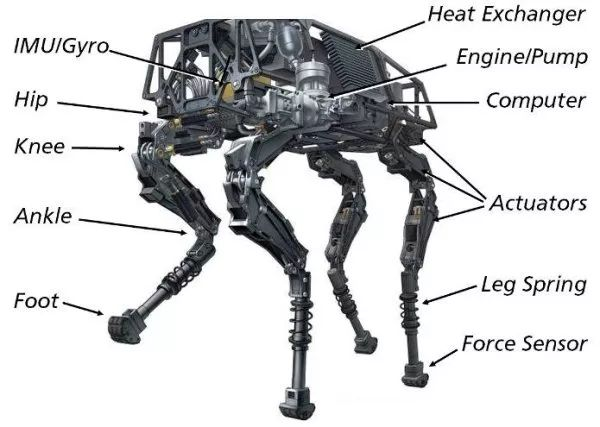 Heat Exchanger
IMU/Gyro
Engine/Pump
Hip
Computer
Knee
Actuators
Ankle
Leg Spring
Foot
Force Sensor